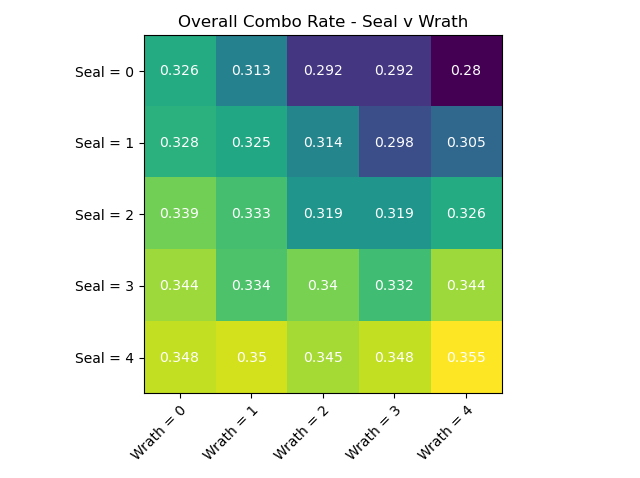 Overall Combo Rate - Seal v Wrath
Seal = 0 0.326 0.313 0.292 0.292 0.28
Seal = 1 0.328 0.325 0.314 0.298 0.305
Seal = 2 0.339 0.333 0.319 0.319 0.326
Seal = 3 0.344 0.334 0.34 0.332 0.344
Seal = 4 0.348 0.35 0.345 0.348 0.355
Wrath = 0 Wrath = 1 Wrath = 2 Wrath = 3 Wrath = 4